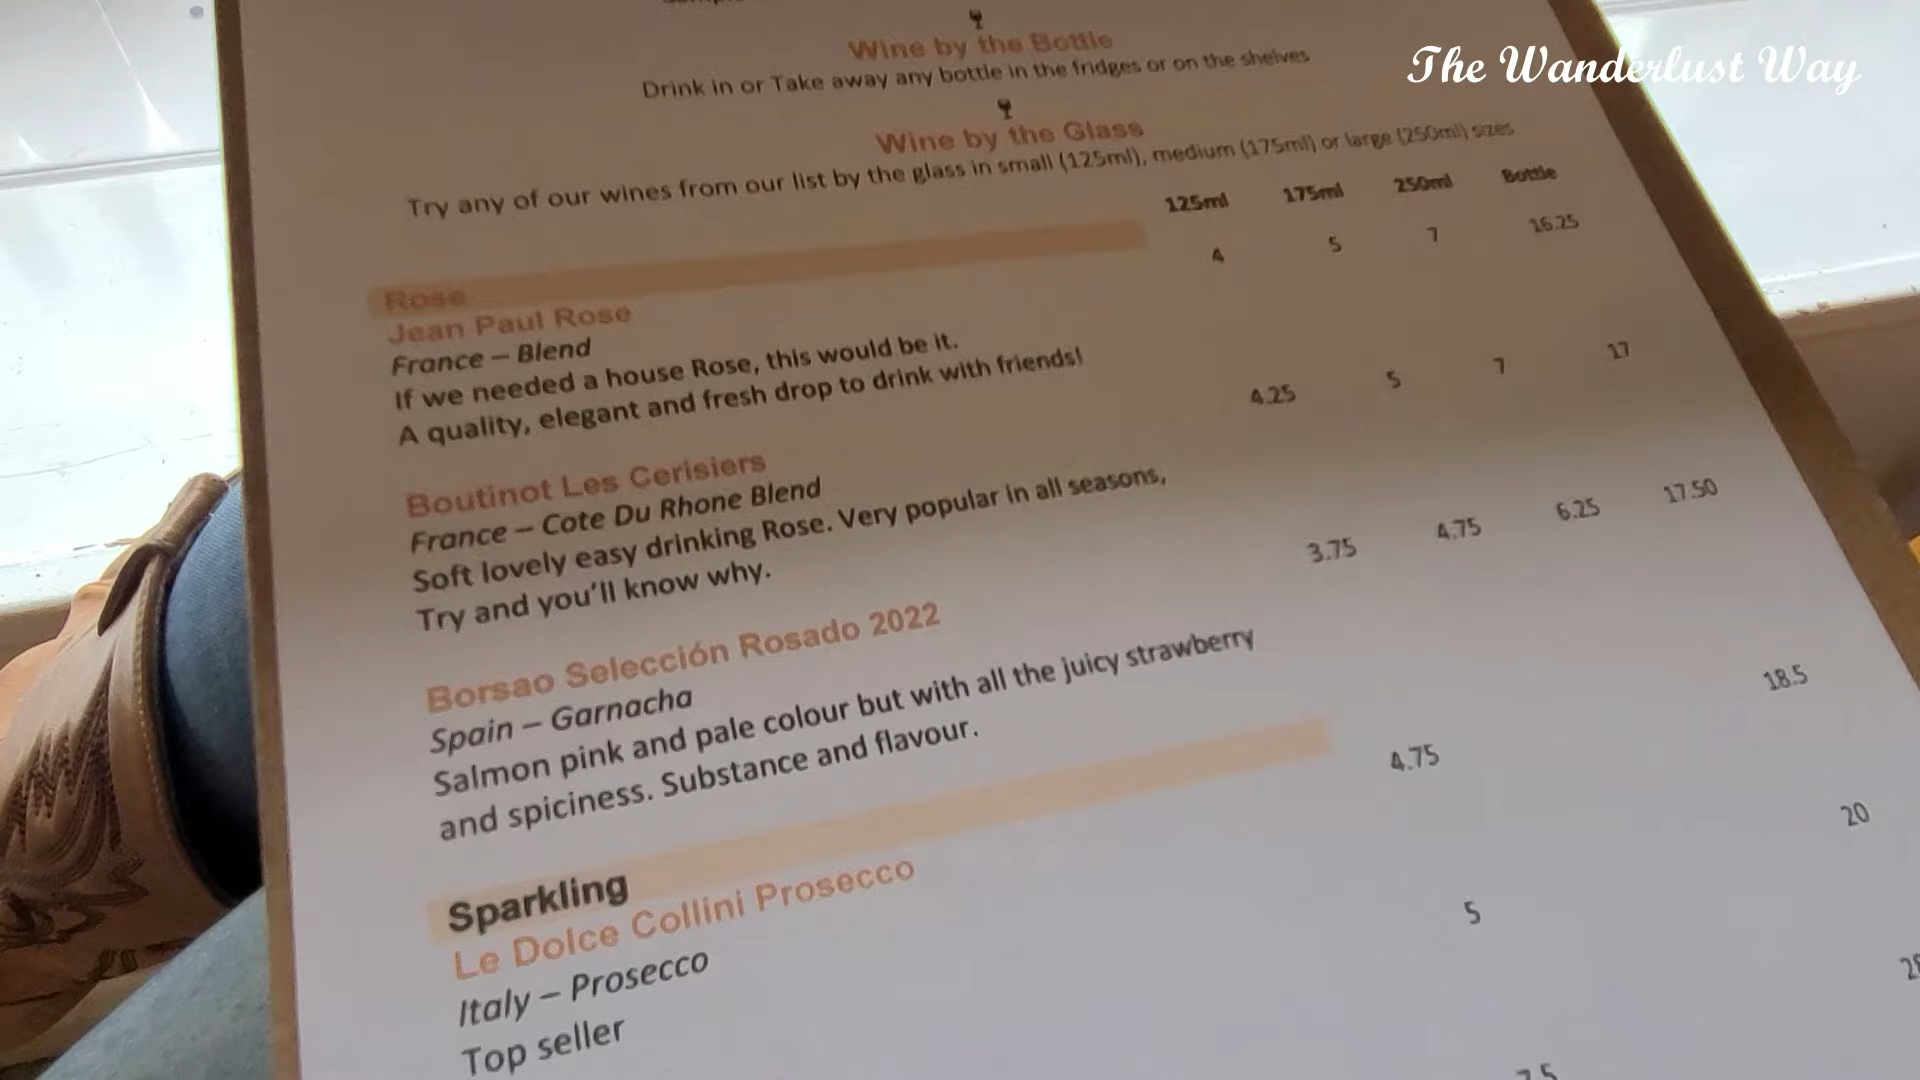 The Wanderlust Way
Wine by the Bottle
Drink in or Take away any bottle in the fridges or on the shelves
Wine by the Glass
Try any of our wines from our list by the glass in small (125ml), medium (175ml) or large (250ml) sizes
125ml 175ml 250ml Bottle
Rose
Jean Paul Rose 4 5 7 16.25
France – Blend
If we needed a house Rose, this would be it.
A quality, elegant and fresh drop to drink with friends!
Boutinot Les Cerisiers 4.25 5 7 17
France – Cote Du Rhone Blend
Soft lovely easy drinking Rose. Very popular in all seasons,
Try and you'll know why.
Borsao Selección Rosado 2022 3.75 4.75 6.25 17.50
Spain – Garnacha
Salmon pink and pale colour but with all the juicy strawberry
and spiciness. Substance and flavour.
Sparkling
Le Dolce Collini Prosecco 4.75 18.5
Italy – Prosecco
Top seller
5 20